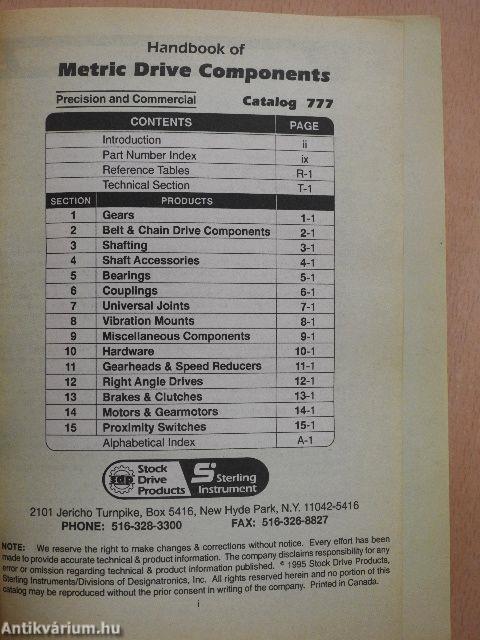 Handbook of
Metric Drive Components
Precision and Commercial Catalog 777
CONTENTS PAGE
Introduction ii
Part Number Index ix
Reference Tables R-1
Technical Section T-1
SECTION PRODUCTS
1 Gears 1-1
2 Belt & Chain Drive Components 2-1
3 Shafting 3-1
4 Shaft Accessories 4-1
5 Bearings 5-1
6 Couplings 6-1
7 Universal Joints 7-1
8 Vibration Mounts 8-1
9 Miscellaneous Components 9-1
10 Hardware 10-1
11 Gearheads & Speed Reducers 11-1
12 Right Angle Drives 12-1
13 Brakes & Clutches 13-1
14 Motors & Gearmotors 14-1
15 Proximity Switches 15-1
Alphabetical Index A-1
sdp Stock Drive Products S Sterling Instrument
2101 Jericho Turnpike, Box 5416, New Hyde Park, N.Y. 11042-5416
PHONE: 516-328-3300 FAX: 516-326-8827
NOTE: We reserve the right to make changes & corrections without notice. Every effort has been
made to provide accurate technical & product information. The company disclaims responsibility for any
error or omission regarding technical & product information published. © 1995 Stock Drive Products,
Sterling Instruments/Divisions of Designatronics, Inc. All rights reserved herein and no portion of this
catalog may be reproduced without the prior consent in writing of the company. Printed in Canada.
i
Antikvárium.hu